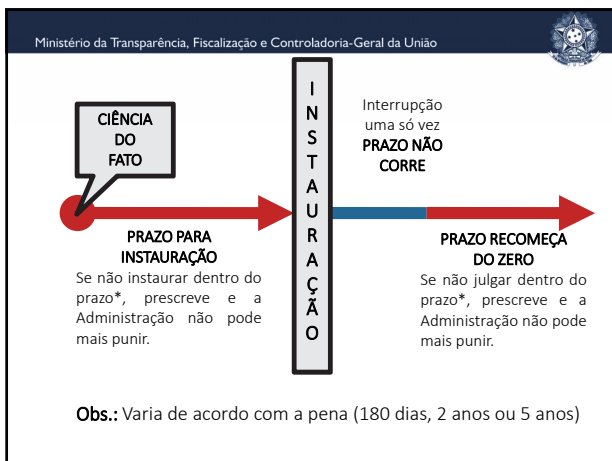 Ministério da Transparência, Fiscalização e Controladoria-Geral da União
CIÊNCIA
DO
FATO
PRAZO PARA
INSTAURAÇÃO
Se não instaurar dentro do
prazo*, prescreve e a
Administração não pode
mais punir.
I
N
S
T
A
U
R
A
Ç
Ã
O
Interrupção
uma só vez
PRAZO NÃO
CORRE
PRAZO RECOMEÇA
DO ZERO
Se não julgar dentro do
prazo*, prescreve e a
Administração não pode
mais punir.
Obs.: Varia de acordo com a pena (180 dias, 2 anos ou 5 anos)